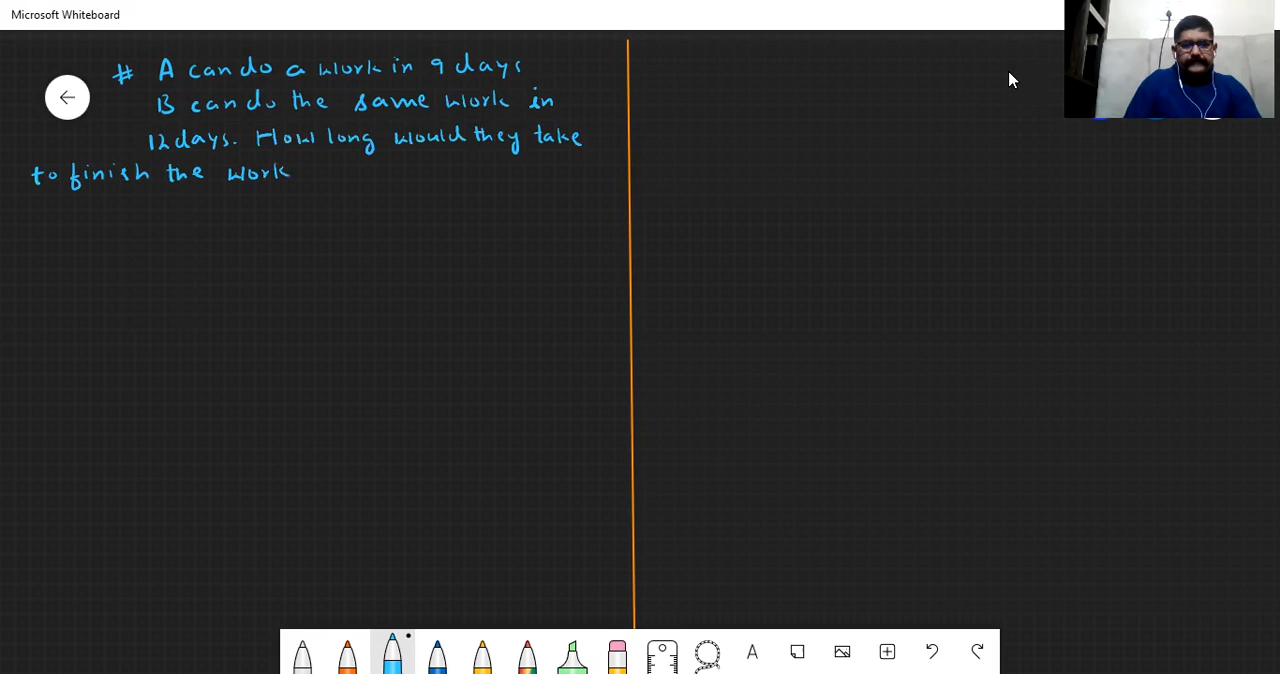 Microsoft Whiteboard
# A can do a work in 9 days
B can do the same work in
12 days. How long would they take
to finish the work